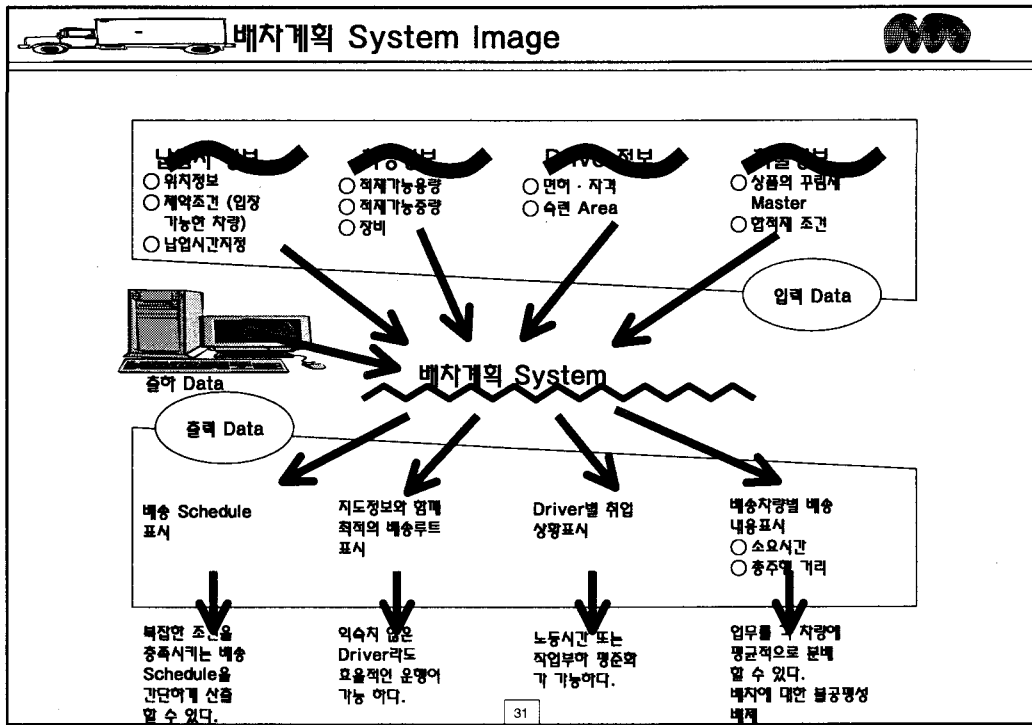 배차계획 System Image
정보
정보
Driver 정보
정보
○ 위치정보
○ 제약조건 (입장
가능한 차량)
○ 납입시간지정
○ 적재가능용량
○ 적재가능중량
○ 장비
○ 면허 · 자격
○ 숙련 Area
○ 상품의 꾸림새
Master
○ 합적재 조건
입력 Data
출하 Data
배차계획 System
출력 Data
배송 Schedule
표시
지도정보와 함께
최적의 배송루트
표시
Driver별 취업
상황표시
배송차량별 배송
내용표시
○ 소요시간
○ 총주행 거리
복잡한 조건을
충족시키는 배송
Schedule을
간단하게 산출
할 수 있다.
익숙치 않은
Driver라도
효율적인 운행이
가능 하다.
노동시간 또는
작업부하 평준화
가 가능하다.
업무를 각 차량에
평균적으로 분배
할 수 있다.
배차에 대한 불공평성
배제
31